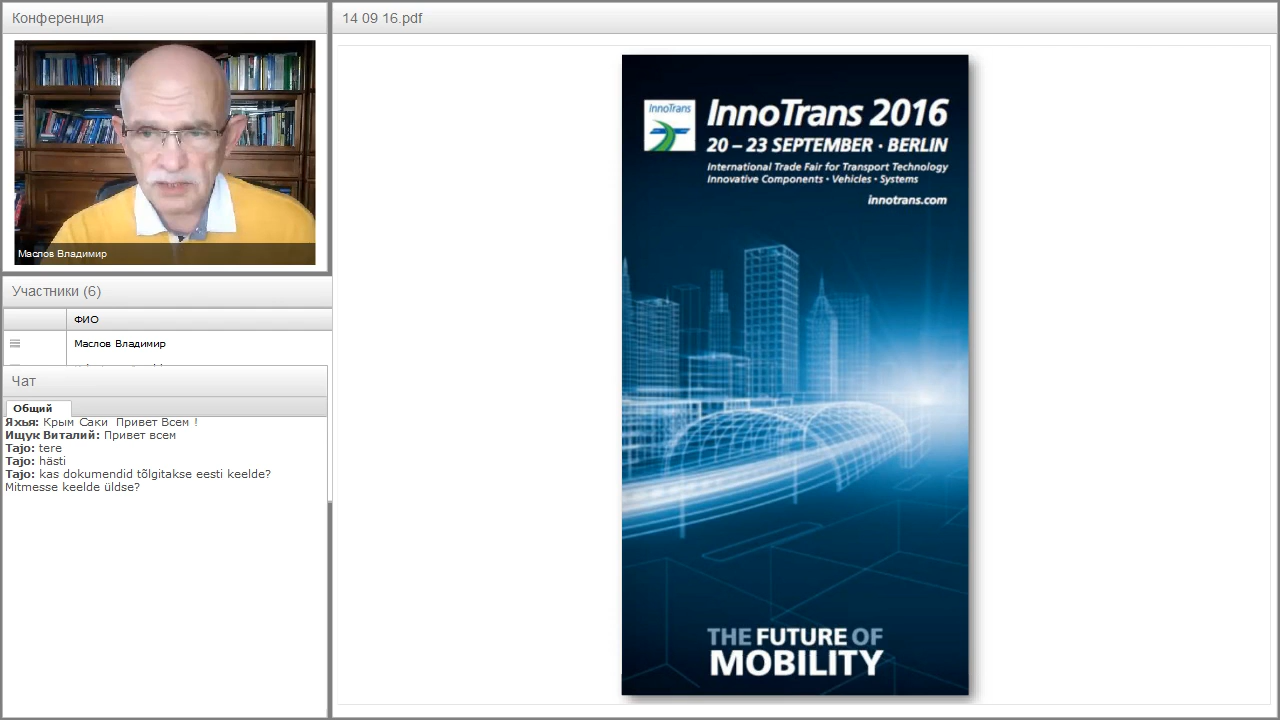 Конференция
Маслов Владимир
Участники (6)
ФИО
Маслов Владимир
Чат
Общий
Яхья: Крым Саки Привет Всем !
Ищук Виталий: Привет всем
Tajo: tere
Tajo: hästi
Tajo: kas dokumendid tõlgitakse eesti keelde?
Mitmesse keelde üldse?
14 09 16.pdf
InnoTrans
InnoTrans 2016
20 – 23 SEPTEMBER · BERLIN
International Trade Fair for Transport Technology
Innovative Components · Vehicles · Systems
innotrans.com
THE FUTURE OF
MOBILITY